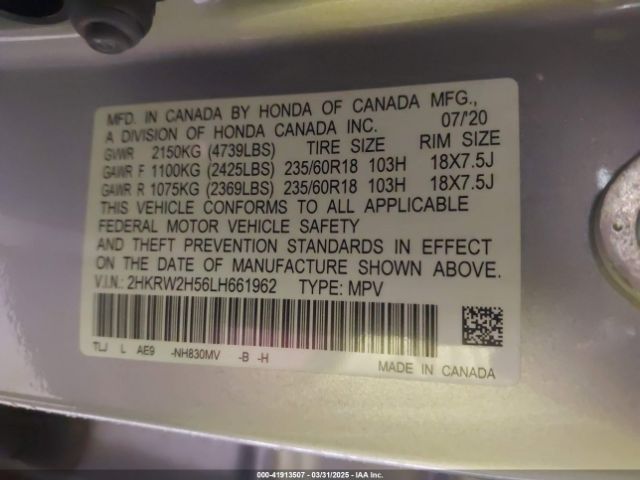 MFD. IN CANADA BY HONDA OF CANADA MFG.,
A DIVISION OF HONDA CANADA INC. 07/'20
GVWR 2150KG (4739LBS) TIRE SIZE RIM SIZE
GAWR F 1100KG (2425LBS) 235/60R18 103H 18X7.5J
GAWR R 1075KG (2369LBS) 235/60R18 103H 18X7.5J
THIS VEHICLE CONFORMS TO ALL APPLICABLE
FEDERAL MOTOR VEHICLE SAFETY
AND THEFT PREVENTION STANDARDS IN EFFECT
ON THE DATE OF MANUFACTURE SHOWN ABOVE.
V.I.N.: 2HKRW2H56LH661962 TYPE: MPV
TLJ L AE9 -NH830MV -B -H
MADE IN CANADA
000-41913507 - 03/31/2025 - IAA Inc.